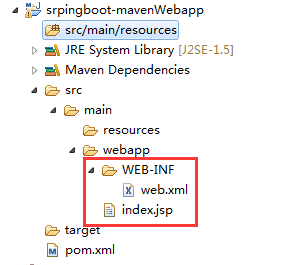 srpingboot-mavenWebapp
src/main/resources
JRE System Library [J2SE-1.5]
Maven Dependencies
src
main
resources
webapp
WEB-INF
web.xml
index.jsp
target
pom.xml